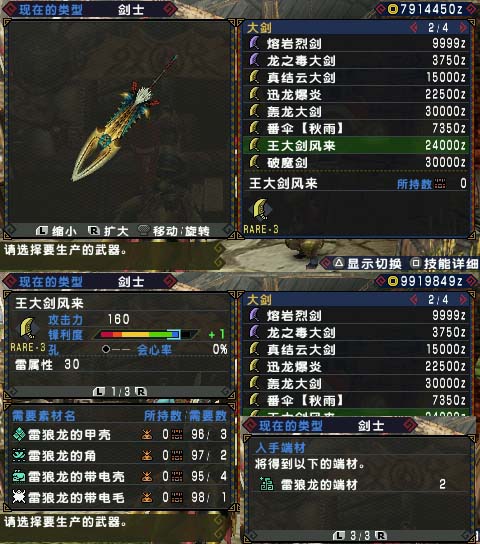 现在的类型 剑士
7914450z
大剑 2/4
熔岩烈剑 9999z
龙之毒大剑 3750z
真结云大剑 15000z
迅龙爆炎 22500z
轰龙大剑 30000z
番伞【秋雨】 7350z
王大剑风来 24000z
破魔剑 30000z
王大剑风来 所持数 0
RARE-3
L 缩小 R 扩大 移动/旋转
请选择要生产的武器。
△显示切换 □技能详细
现在的类型 剑士
9919849z
王大剑风来
攻击力 160
RARE-3 锋利度 +1
孔 ●-- 会心率 0%
雷属性 30
L 1/3 R
大剑 2/4
熔岩烈剑 9999z
龙之毒大剑 3750z
真结云大剑 15000z
迅龙爆炎 22500z
轰龙大剑 30000z
番伞【秋雨】 7350z
需要素材名 所持数 需要数
雷狼龙的甲壳 0 96/ 3
雷狼龙的角 0 97/ 2
雷狼龙的带电壳 0 95/ 4
雷狼龙的带电毛 0 98/ 1
请选择要生产的武器。
现在的类型 剑士
入手端材
将得到以下的端材。
雷狼龙的端材 2
L 3/3 R